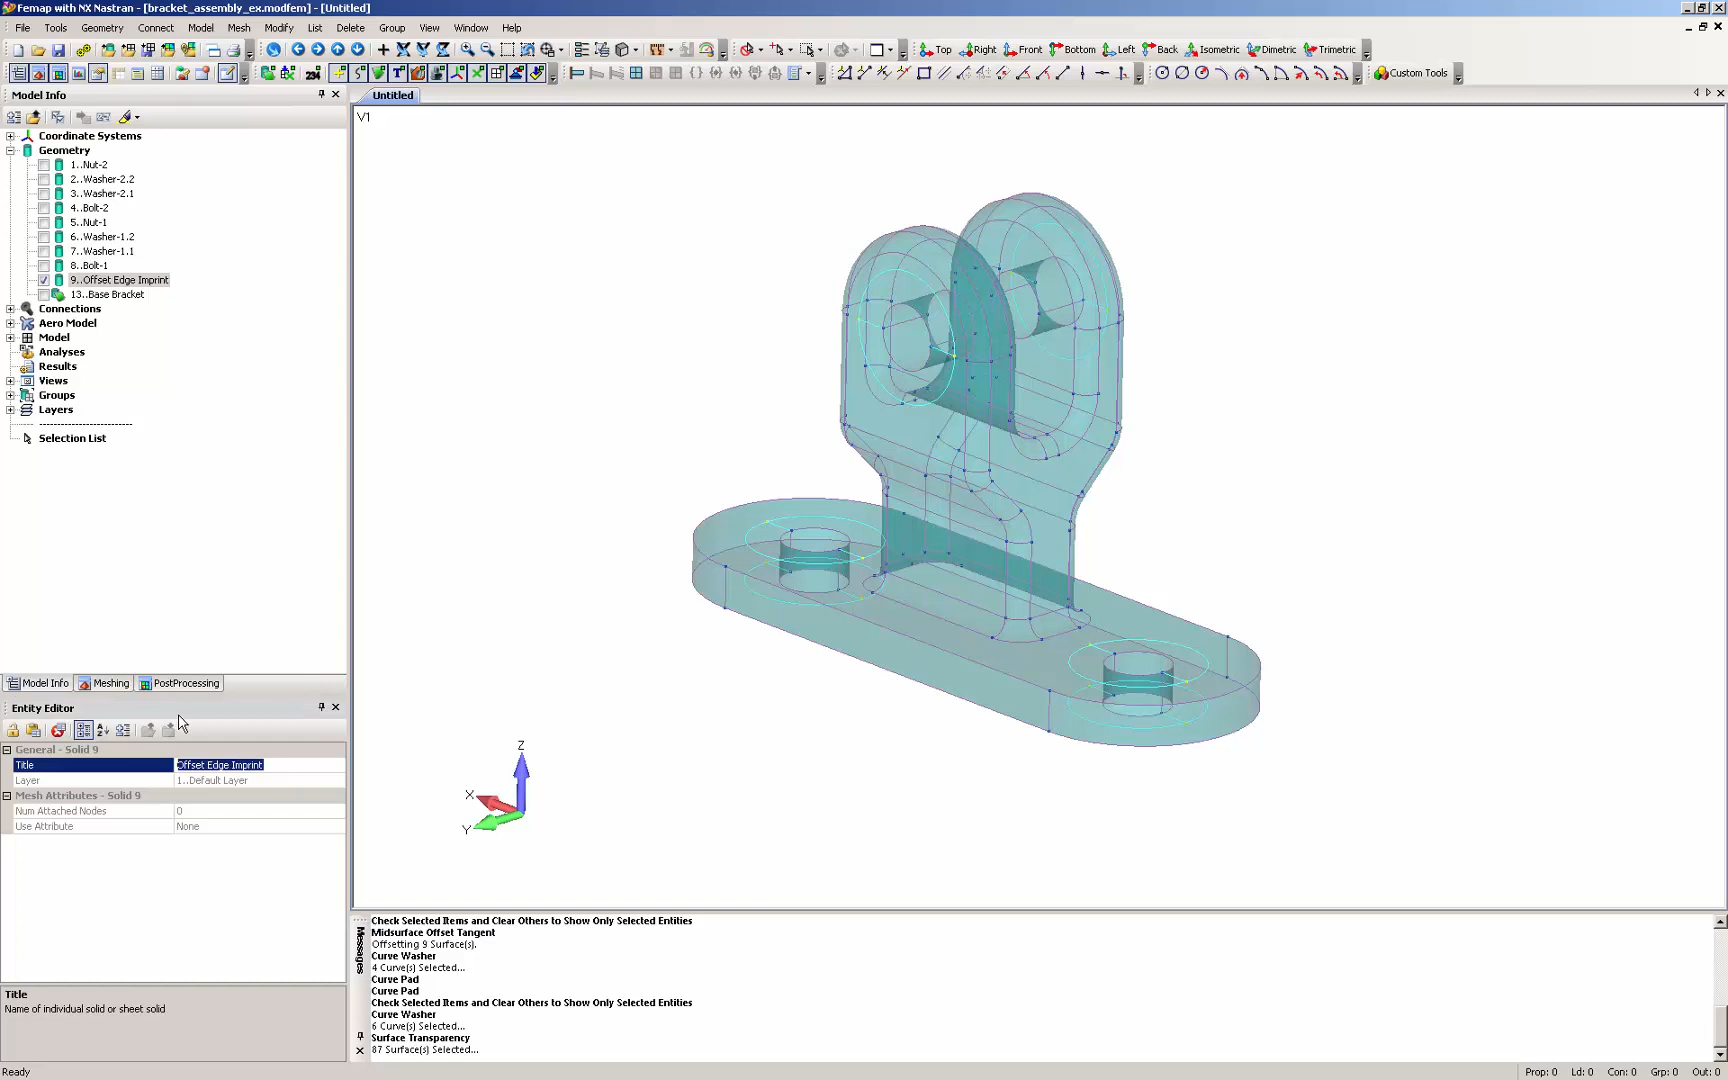 Femap with NX Nastran - [bracket_assembly_ex.modfem] - [Untitled]
File Tools Geometry Connect Model Mesh Modify List Delete Group View Window Help
Top Right Front Bottom Left Back Isometric Dimetric Trimetric
234 Custom Tools
Model Info
Untitled
V1
Coordinate Systems
Geometry
1..Nut-2
2..Washer-2.2
3..Washer-2.1
4..Bolt-2
5..Nut-1
6..Washer-1.2
7..Washer-1.1
8..Bolt-1
9..Offset Edge Imprint
13..Base Bracket
Connections
Aero Model
Model
Analyses
Results
Views
Groups
Layers
Selection List
Model Info Meshing PostProcessing
Entity Editor
General - Solid 9
Title Offset Edge Imprint
Layer 1..Default Layer
Mesh Attributes - Solid 9
Num Attached Nodes 0
Use Attribute None
Title
Name of individual solid or sheet solid
Z
X
Y
Messages
Check Selected Items and Clear Others to Show Only Selected Entities
Midsurface Offset Tangent
Offsetting 9 Surface(s).
Curve Washer
4 Curve(s) Selected...
Curve Pad
Curve Pad
Check Selected Items and Clear Others to Show Only Selected Entities
Curve Washer
6 Curve(s) Selected...
Surface Transparency
87 Surface(s) Selected...
Ready
Prop: 0 Ld: 0 Con: 0 Grp: 0 Out: 0